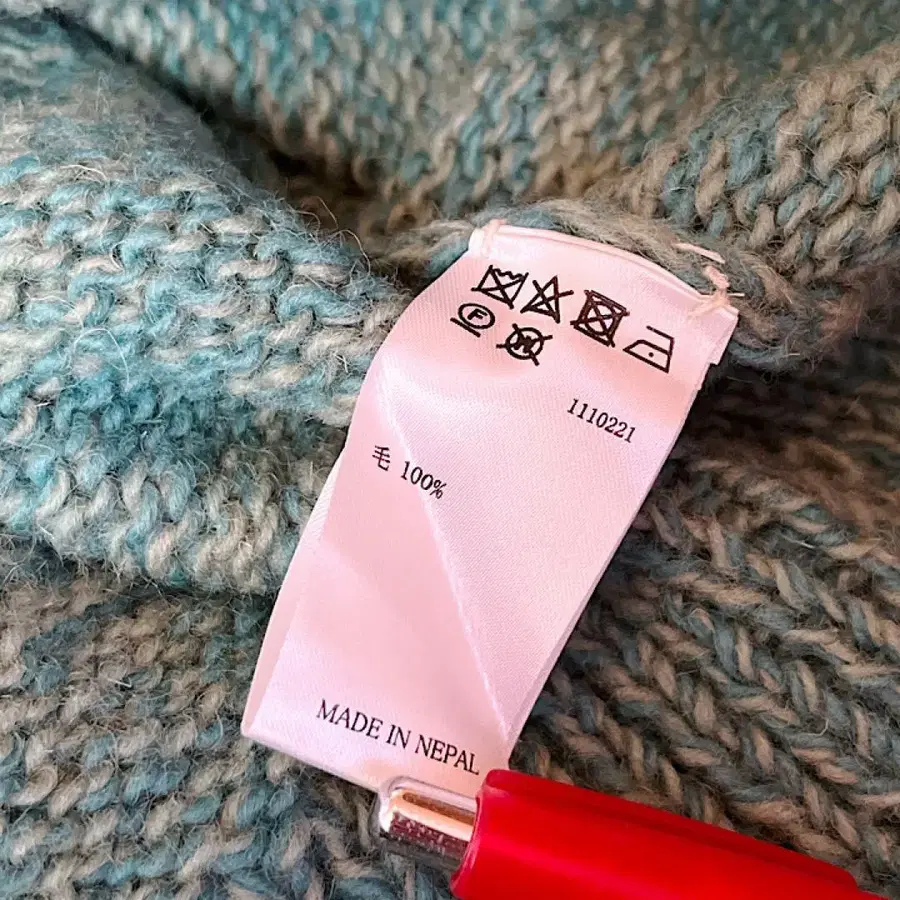 F
W
1110221
毛 100%
MADE IN NEPAL